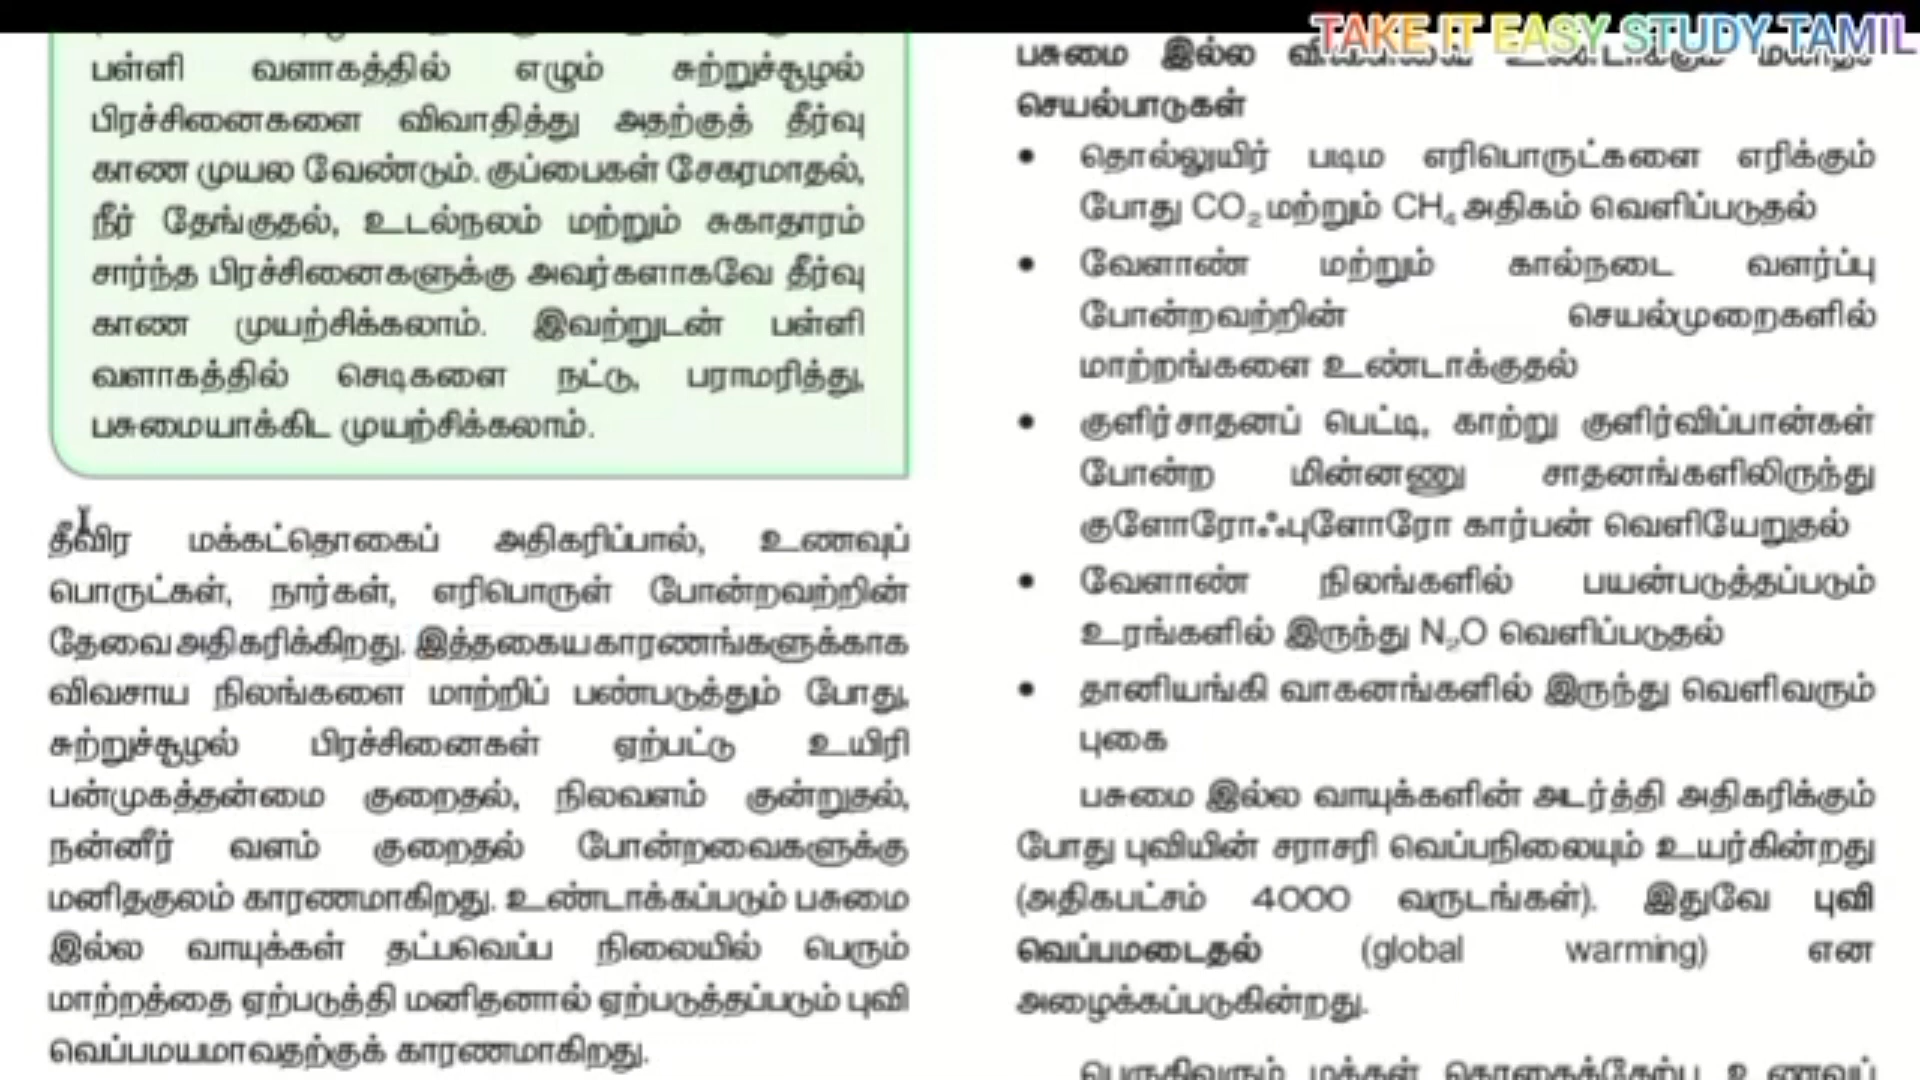 TAKE IT EASY STUDY TAMIL
பள்ளி வளாகத்தில் எழும் சுற்றுச்சூழல்
பிரச்சினைகளை விவாதித்து அதற்குத் தீர்வு
காண முயல வேண்டும். குப்பைகள் சேகரமாதல்,
நீர் தேங்குதல், உடல்நலம் மற்றும் சுகாதாரம்
சார்ந்த பிரச்சினைகளுக்கு அவர்களாகவே தீர்வு
காண முயற்சிக்கலாம். இவற்றுடன் பள்ளி
வளாகத்தில் செடிகளை நட்டு, பராமரித்து,
பசுமையாக்கிட முயற்சிக்கலாம்.
தீவிர மக்கட்தொகைப் அதிகரிப்பால், உணவுப்
பொருட்கள், நார்கள், எரிபொருள் போன்றவற்றின்
தேவை அதிகரிக்கிறது. இத்தகைய காரணங்களுக்காக
விவசாய நிலங்களை மாற்றிப் பண்படுத்தும் போது,
சுற்றுச்சூழல் பிரச்சினைகள் ஏற்பட்டு உயிரி
பன்முகத்தன்மை குறைதல், நிலவளம் குன்றுதல்,
நன்னீர் வளம் குறைதல் போன்றவைகளுக்கு
மனிதகுலம் காரணமாகிறது. உண்டாக்கப்படும் பசுமை
இல்ல வாயுக்கள் தட்பவெப்ப நிலையில் பெரும்
மாற்றத்தை ஏற்படுத்தி மனிதனால் ஏற்படுத்தப்படும் புவி
வெப்பமயமாவதற்குக் காரணமாகிறது.
பசுமை இல்ல
செயல்பாடுகள்
• தொல்லுயிர் படிம எரிபொருட்களை எரிக்கும்
போது CO₂ மற்றும் CH₄ அதிகம் வெளிப்படுதல்
• வேளாண் மற்றும் கால்நடை வளர்ப்பு
போன்றவற்றின் செயல்முறைகளில்
மாற்றங்களை உண்டாக்குதல்
• குளிர்சாதனப் பெட்டி, காற்று குளிர்விப்பான்கள்
போன்ற மின்னணு சாதனங்களிலிருந்து
குளோரோஃபுளோரோ கார்பன் வெளியேறுதல்
• வேளாண் நிலங்களில் பயன்படுத்தப்படும்
உரங்களில் இருந்து N₂O வெளிப்படுதல்
• தானியங்கி வாகனங்களில் இருந்து வெளிவரும்
புகை
பசுமை இல்ல வாயுக்களின் அடர்த்தி அதிகரிக்கும்
போது புவியின் சராசரி வெப்பநிலையும் உயர்கின்றது
(அதிகபட்சம் 4000 வருடங்கள்). இதுவே புவி
வெப்பமடைதல் (global warming) என
அழைக்கப்படுகின்றது.